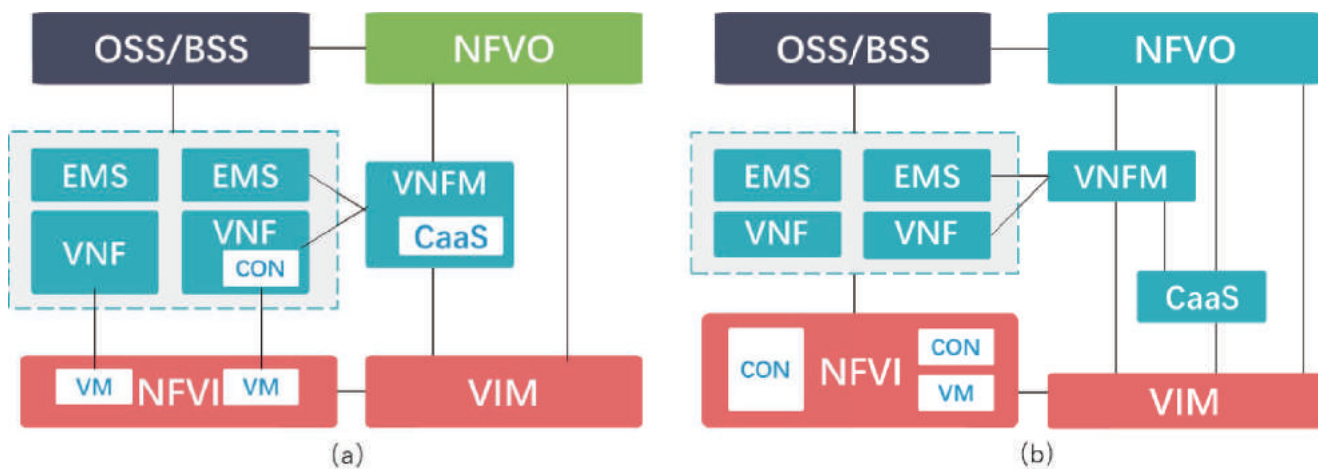 OSS/BSS
NFVO
EMS
EMS
VNF
VNF
CON
VNFM
CaaS
VM
NFVI
VM
VIM
(a)
OSS/BSS
NFVO
EMS
EMS
VNF
VNF
VNFM
CaaS
CON
NFVI
CON
VM
VIM
(b)